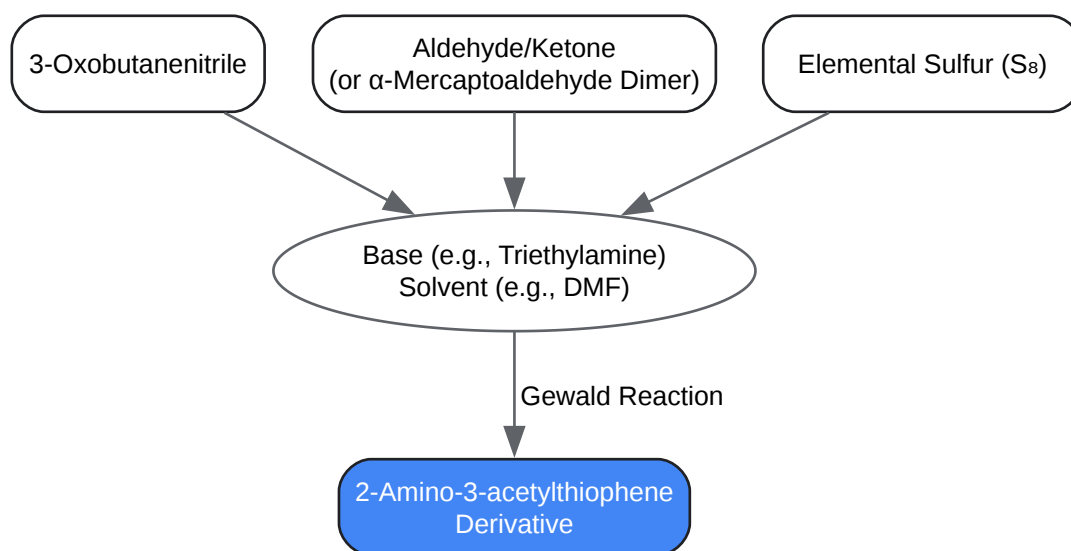 3-Oxobutanenitrile
Aldehyde/Ketone
(or α-Mercaptoaldehyde Dimer)
Elemental Sulfur (S₈)
Base (e.g., Triethylamine)
Solvent (e.g., DMF)
Gewald Reaction
2-Amino-3-acetylthiophene
Derivative